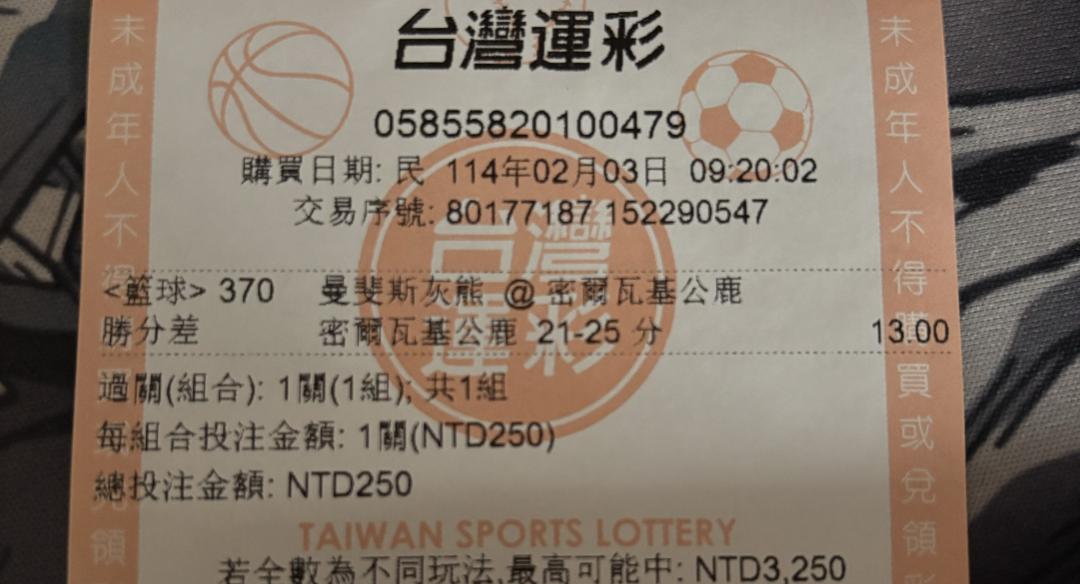 台灣運彩
05855820100479
購買日期: 民 114年02月03日 09:20:02
交易序號: 80177187 152290547
<籃球> 370 曼斐斯灰熊 @ 密爾瓦基公鹿
勝分差 密爾瓦基公鹿 21-25 分 13.00
過關(組合): 1關(1組); 共1組
每組合投注金額: 1關(NTD250)
總投注金額: NTD250
TAIWAN SPORTS LOTTERY
若全數為不同玩法,最高可能中: NTD3,250
未成年人不得
未成年人不得購買或兌領
台灣運彩